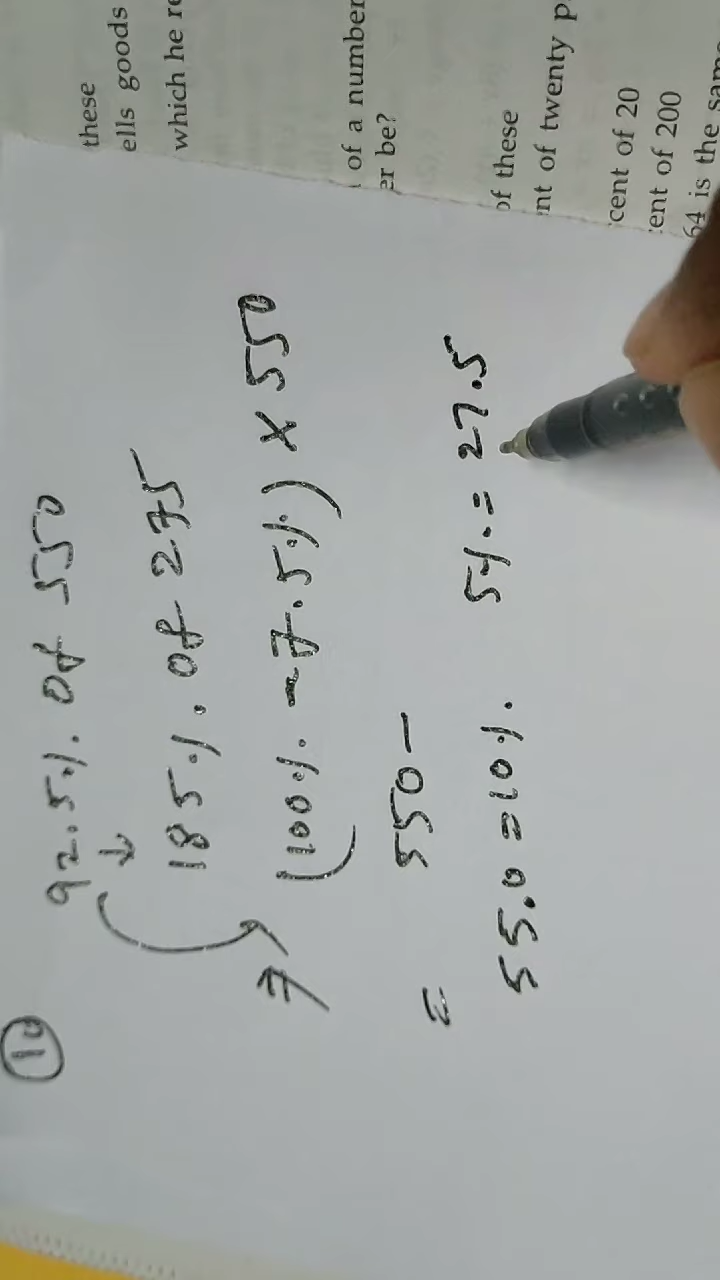 these
ells goods
which he re
of a number
er be?
of these
nt of twenty p
cent of 20
ent of 200
64 is the same
(10)
92.5%. Of 550
↓
185%. Of 275
⇒ (100%. - 7.5%) × 550
= 550 -
55.0 = 10%. 5%. = 27.5